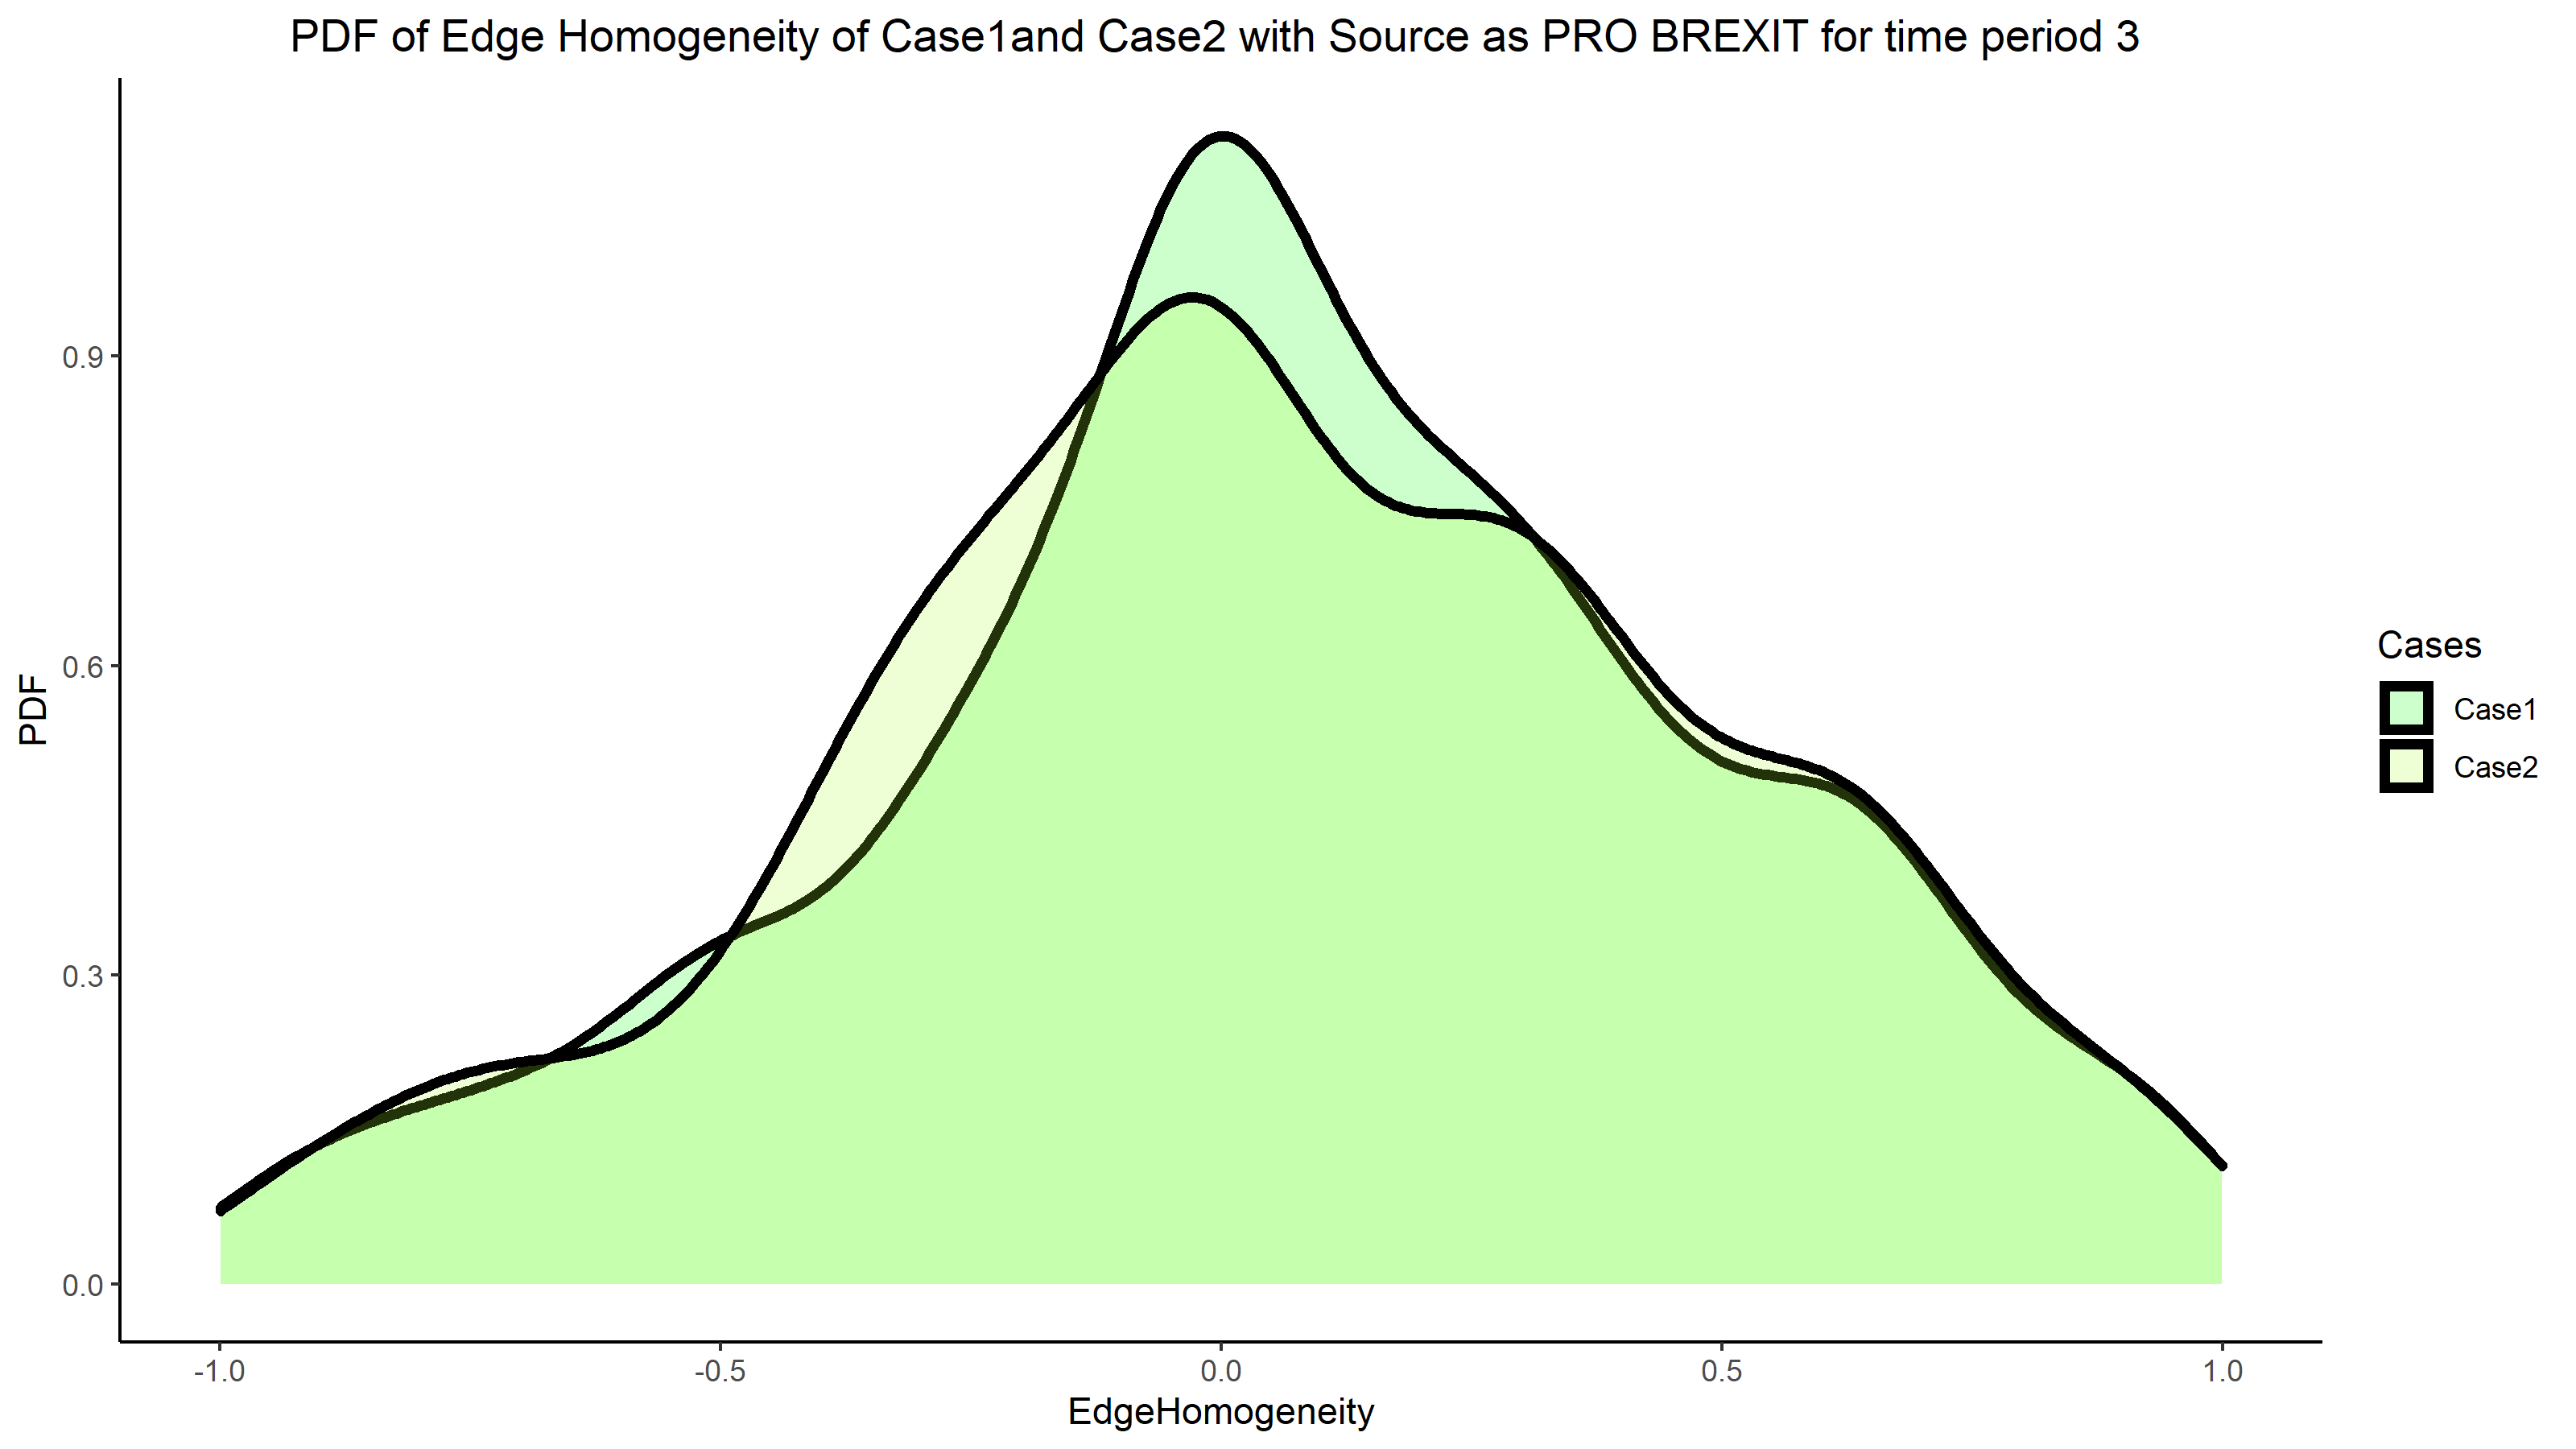 PDF of Edge Homogeneity of Case1and Case2 with Source as PRO BREXIT for time period 3
PDF
0.9
0.6
0.3
0.0
-1.0
-0.5
0.0
0.5
1.0
EdgeHomogeneity
Cases
Case1
Case2